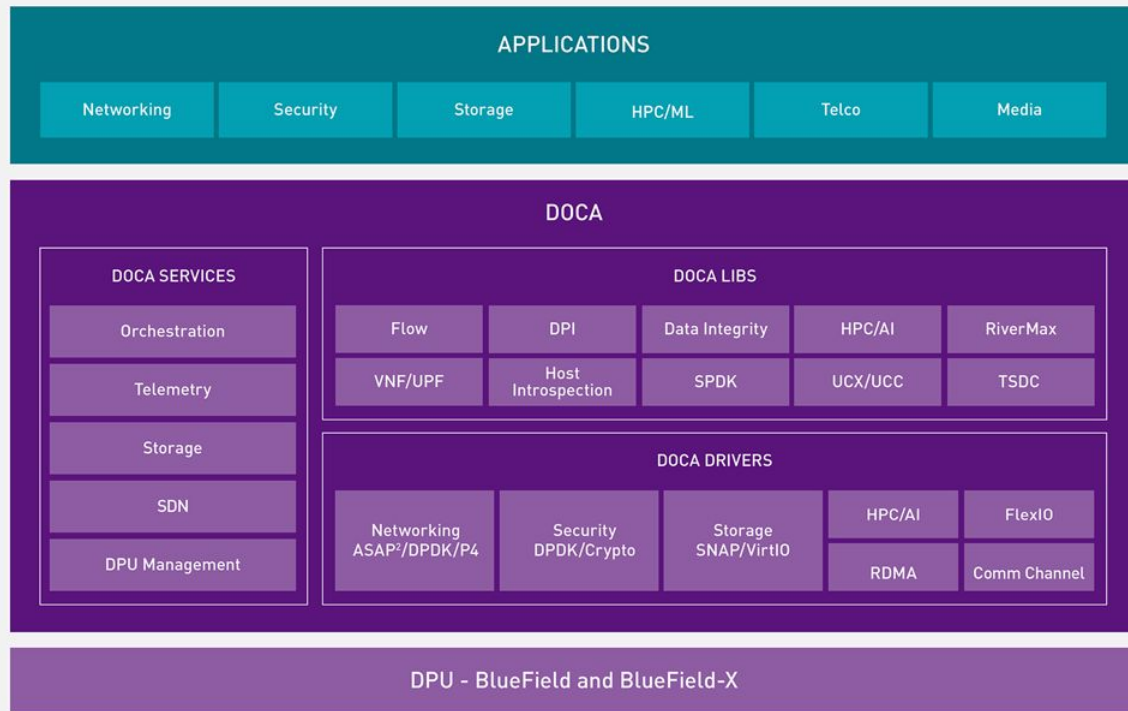 APPLICATIONS
Networking
Security
Storage
HPC/ML
Telco
Media
DOCA
DOCA SERVICES
Orchestration
Telemetry
Storage
SDN
DPU Management
DOCA LIBS
Flow
DPI
Data Integrity
HPC/AI
RiverMax
VNF/UPF
Host
Introspection
SPDK
UCX/UCC
TSDC
DOCA DRIVERS
Networking
ASAP²/DPDK/P4
Security
DPDK/Crypto
Storage
SNAP/VirtIO
HPC/AI
FlexIO
RDMA
Comm Channel
DPU - BlueField and BlueField-X